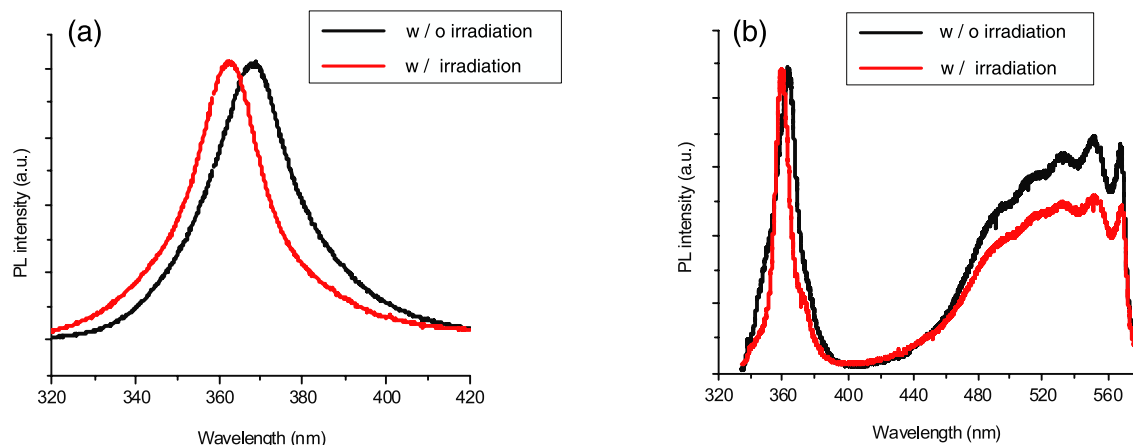 (a)
w / o irradiation
w /  irradiation
PL intensity (a.u.)
320 340 360 380 400 420
Wavelength (nm)
(b)
w / o irradiation
w /  irradiation
PL intensity (a.u.)
320 360 400 440 480 520 560
Wavelength (nm)